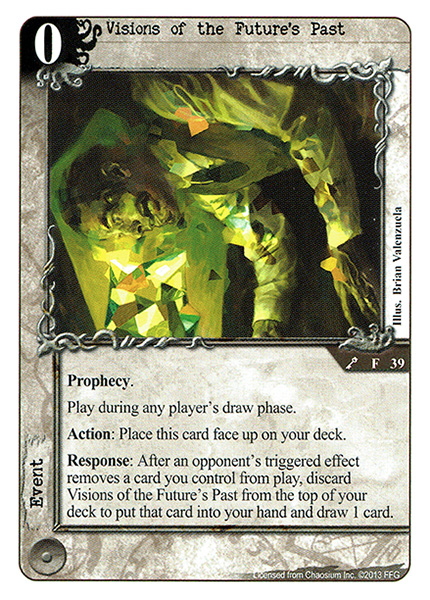 0
Visions of the Future's Past
Illus. Brian Valenzuela
F 39
Prophecy.
Play during any player's draw phase.
Action: Place this card face up on your deck.
Response: After an opponent's triggered effect
removes a card you control from play, discard
Visions of the Future's Past from the top of your
deck to put that card into your hand and draw 1 card.
Event
Licensed from Chaosium Inc. ©2013 FFG